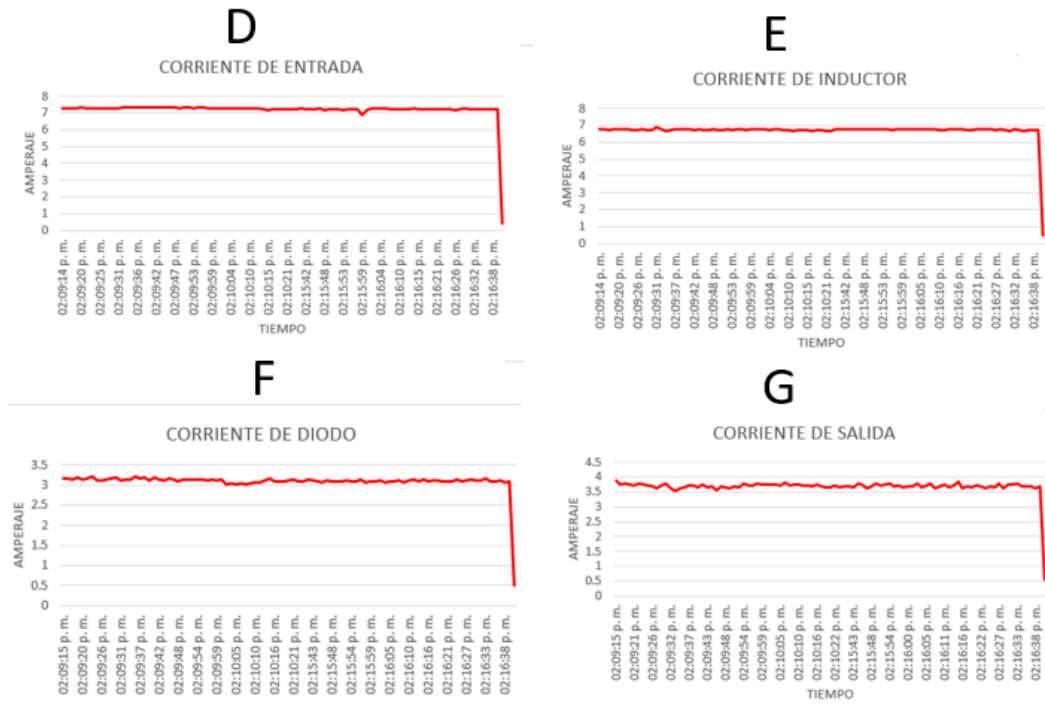 D
CORRIENTE DE ENTRADA
8
7
6
5
4
3
2
1
0
AMPERAJE
02:09:14 p. m.
02:09:20 p. m.
02:09:25 p. m.
02:09:31 p. m.
02:09:36 p. m.
02:09:42 p. m.
02:09:47 p. m.
02:09:53 p. m.
02:09:59 p. m.
02:10:04 p. m.
02:10:10 p. m.
02:10:15 p. m.
02:10:21 p. m.
02:15:42 p. m.
02:15:48 p. m.
02:15:53 p. m.
02:15:59 p. m.
02:16:04 p. m.
02:16:10 p. m.
02:16:15 p. m.
02:16:21 p. m.
02:16:26 p. m.
02:16:32 p. m.
02:16:38 p. m.
TIEMPO
E
CORRIENTE DE INDUCTOR
8
7
6
5
4
3
2
1
0
AMPERAJE
02:09:14 p. m.
02:09:20 p. m.
02:09:26 p. m.
02:09:31 p. m.
02:09:37 p. m.
02:09:42 p. m.
02:09:48 p. m.
02:09:53 p. m.
02:09:59 p. m.
02:10:04 p. m.
02:10:10 p. m.
02:10:15 p. m.
02:10:21 p. m.
02:15:42 p. m.
02:15:48 p. m.
02:15:53 p. m.
02:15:59 p. m.
02:16:05 p. m.
02:16:10 p. m.
02:16:16 p. m.
02:16:21 p. m.
02:16:27 p. m.
02:16:32 p. m.
02:16:38 p. m.
TIEMPO
F
CORRIENTE DE DIODO
3.5
3
2.5
2
1.5
1
0.5
0
AMPERAJE
02:09:15 p. m.
02:09:20 p. m.
02:09:26 p. m.
02:09:31 p. m.
02:09:37 p. m.
02:09:42 p. m.
02:09:48 p. m.
02:09:54 p. m.
02:09:59 p. m.
02:10:05 p. m.
02:10:10 p. m.
02:10:16 p. m.
02:10:21 p. m.
02:15:43 p. m.
02:15:48 p. m.
02:15:54 p. m.
02:15:59 p. m.
02:16:05 p. m.
02:16:10 p. m.
02:16:16 p. m.
02:16:21 p. m.
02:16:27 p. m.
02:16:33 p. m.
02:16:38 p. m.
G
CORRIENTE DE SALIDA
4.5
4
3.5
3
2.5
2
1.5
1
0.5
0
AMPERAJE
02:09:15 p. m.
02:09:21 p. m.
02:09:26 p. m.
02:09:32 p. m.
02:09:37 p. m.
02:09:43 p. m.
02:09:48 p. m.
02:09:54 p. m.
02:09:59 p. m.
02:10:05 p. m.
02:10:10 p. m.
02:10:16 p. m.
02:10:21 p. m.
02:15:43 p. m.
02:15:48 p. m.
02:15:54 p. m.
02:16:00 p. m.
02:16:05 p. m.
02:16:11 p. m.
02:16:16 p. m.
02:16:22 p. m.
02:16:27 p. m.
02:16:33 p. m.
02:16:38 p. m.
TIEMPO